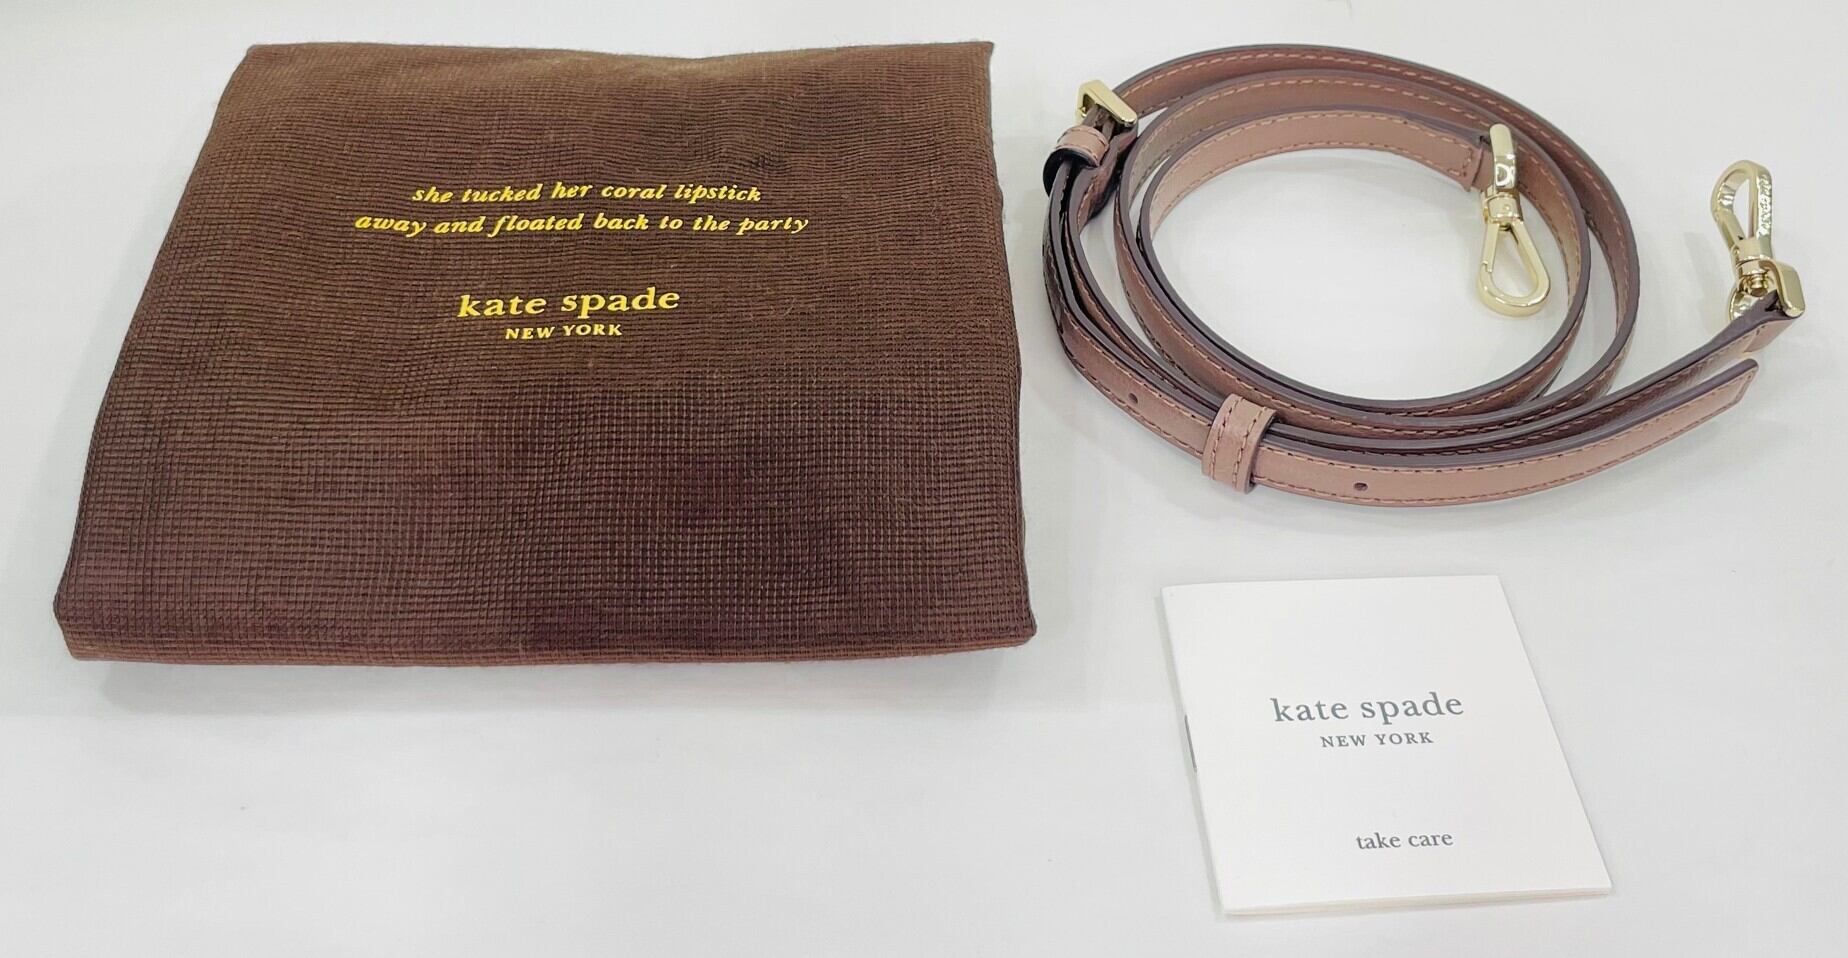 she tucked her coral lipstick
away and floated back to the party
kate spade
NEW YORK
kate spade
NEW YORK
take care